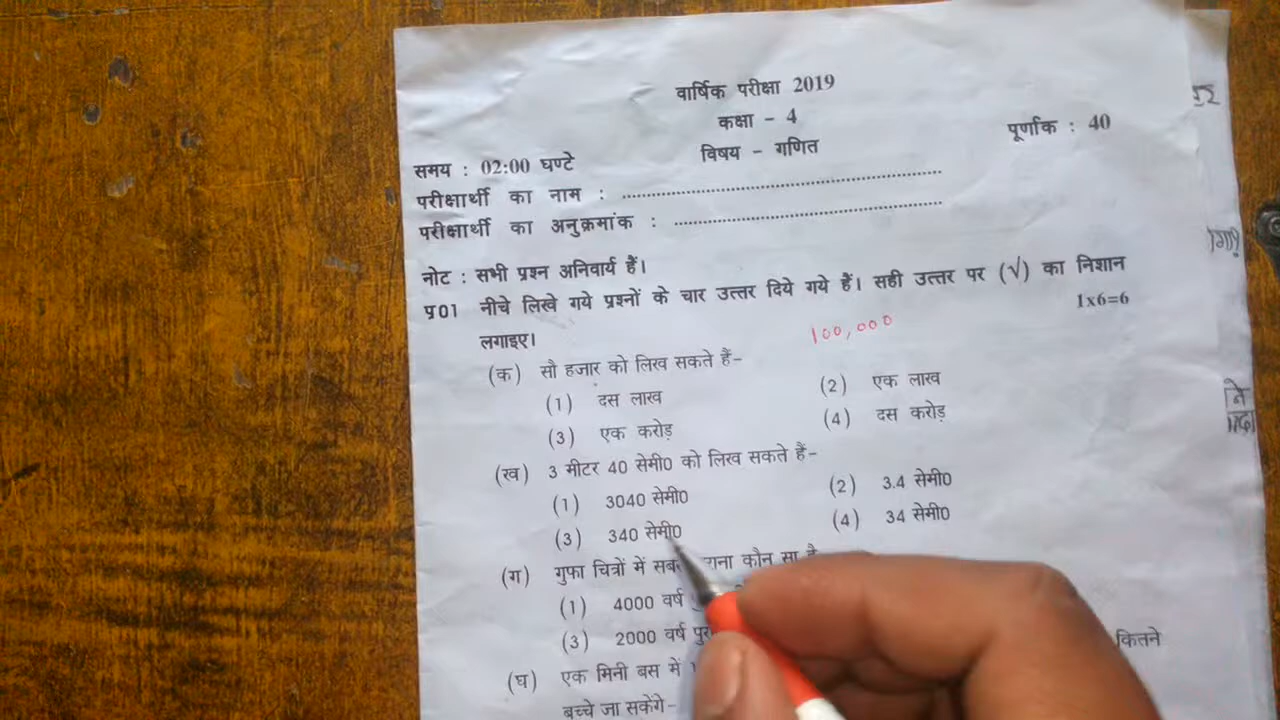 वार्षिक परीक्षा 2019
कक्षा - 4
पूर्णांक : 40
समय : 02:00 घण्टे
विषय - गणित
परीक्षार्थी का नाम : ............................................................
परीक्षार्थी का अनुक्रमांक : ..................................................
नोट : सभी प्रश्न अनिवार्य हैं।
प्र01 नीचे लिखे गये प्रश्नों के चार उत्तर दिये गये हैं। सही उत्तर पर (√) का निशान
लगाइए।
1x6=6
100,000
(क) सौ हजार को लिख सकते हैं-
(1) दस लाख (2) एक लाख
(3) एक करोड़ (4) दस करोड़
(ख) 3 मीटर 40 सेमी0 को लिख सकते हैं-
(1) 3040 सेमी0 (2) 3.4 सेमी0
(3) 340 सेमी0 (4) 34 सेमी0
(ग) गुफा चित्रों में कौन सा है
(1) 4000 वर्ष
(3) 2000 वर्ष
(घ) एक मिनी बस में कितने
बच्चे जा सकेंगे-